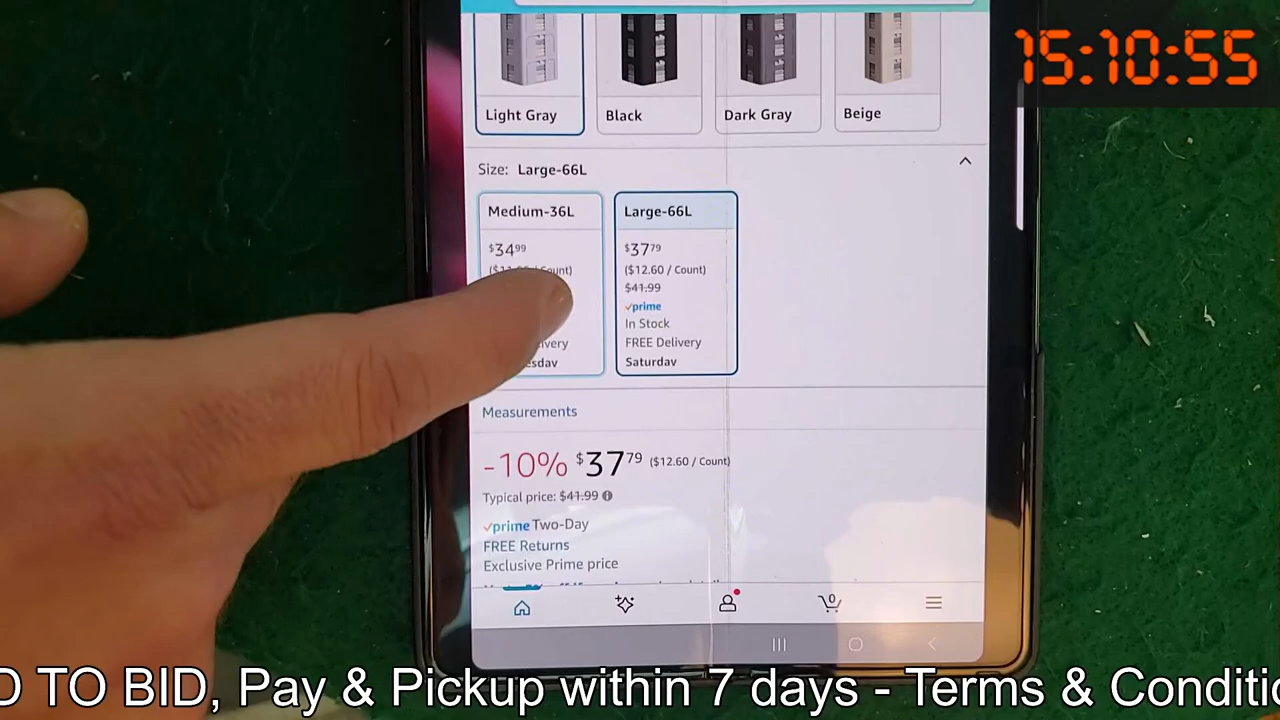 15:10:55
Light Gray
Black
Dark Gray
Beige
Size: Large-66L
Medium-36L
$34.99
Count)
Large-66L
$37.79
($12.60 / Count)
$41.99
prime
In Stock
FREE Delivery
Saturday
Measurements
-10% $37.79 ($12.60 / Count)
Typical price: $41.99
prime Two-Day
FREE Returns
Exclusive Prime price
TO BID, Pay & Pickup within 7 days - Terms &